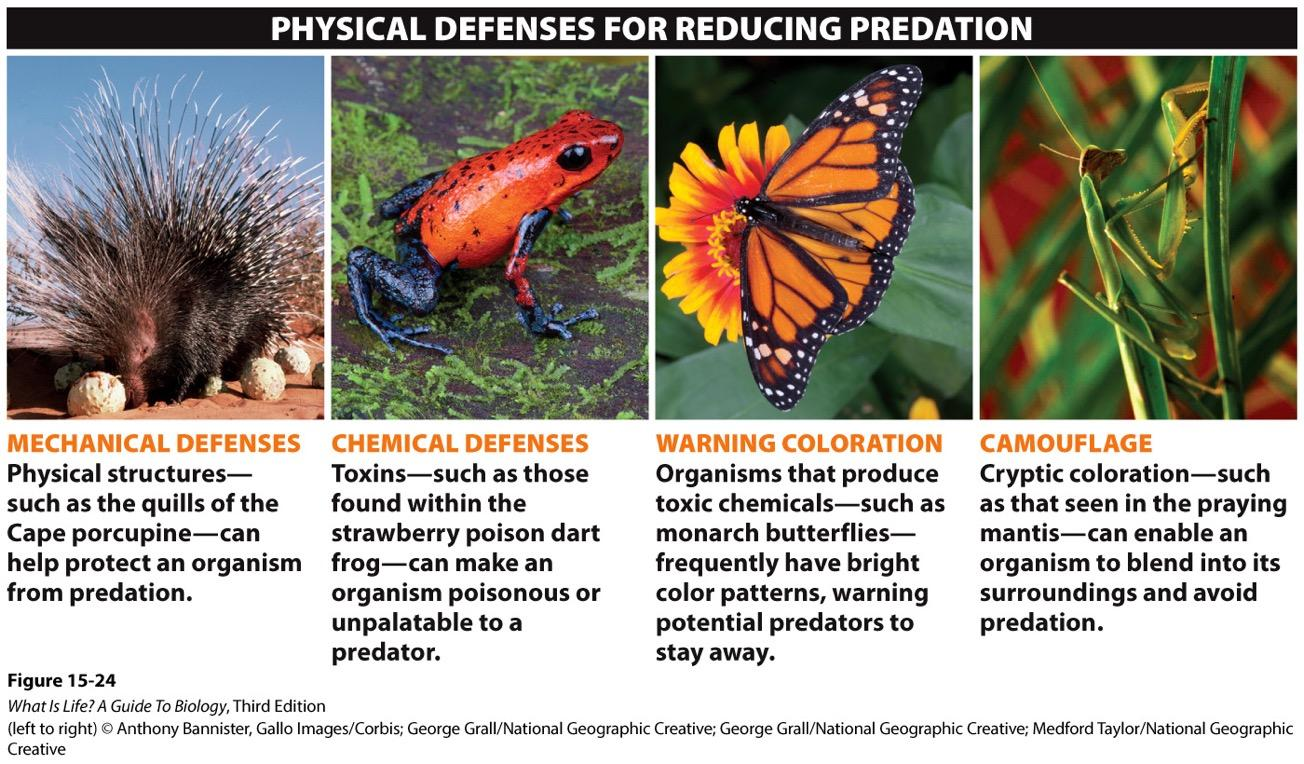 PHYSICAL DEFENSES FOR REDUCING PREDATION
MECHANICAL DEFENSES
Physical structures—
such as the quills of the
Cape porcupine—can
help protect an organism
from predation.
CHEMICAL DEFENSES
Toxins—such as those
found within the
strawberry poison dart
frog—can make an
organism poisonous or
unpalatable to a
predator.
WARNING COLORATION
Organisms that produce
toxic chemicals—such as
monarch butterflies—
frequently have bright
color patterns, warning
potential predators to
stay away.
CAMOUFLAGE
Cryptic coloration—such
as that seen in the praying
mantis—can enable an
organism to blend into its
surroundings and avoid
predation.
Figure 15-24
What Is Life? A Guide To Biology, Third Edition
(left to right) © Anthony Bannister, Gallo Images/Corbis; George Grall/National Geographic Creative; George Grall/National Geographic Creative; Medford Taylor/National Geographic
Creative